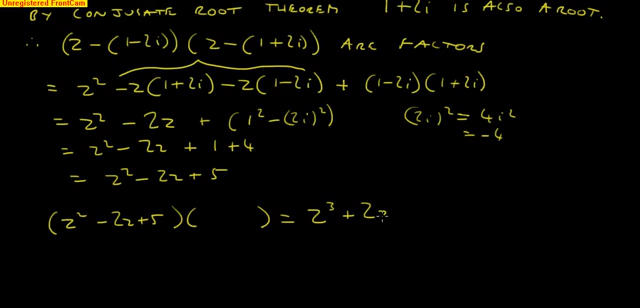 Unregistered FrontCam
BY CONJUGATE ROOT THEOREM 1+2i IS ALSO A ROOT.
∴ (z-(1-2i))(z-(1+2i)) ARE FACTORS
= z² -z(1+2i) -z(1-2i) + (1-2i)(1+2i)
= z² - 2z + (1² -(2i)²) (2i)² = 4i²
= z² - 2z + 1 + 4 = -4
= z² - 2z + 5
(z² - 2z + 5)( ) = z³ + 2